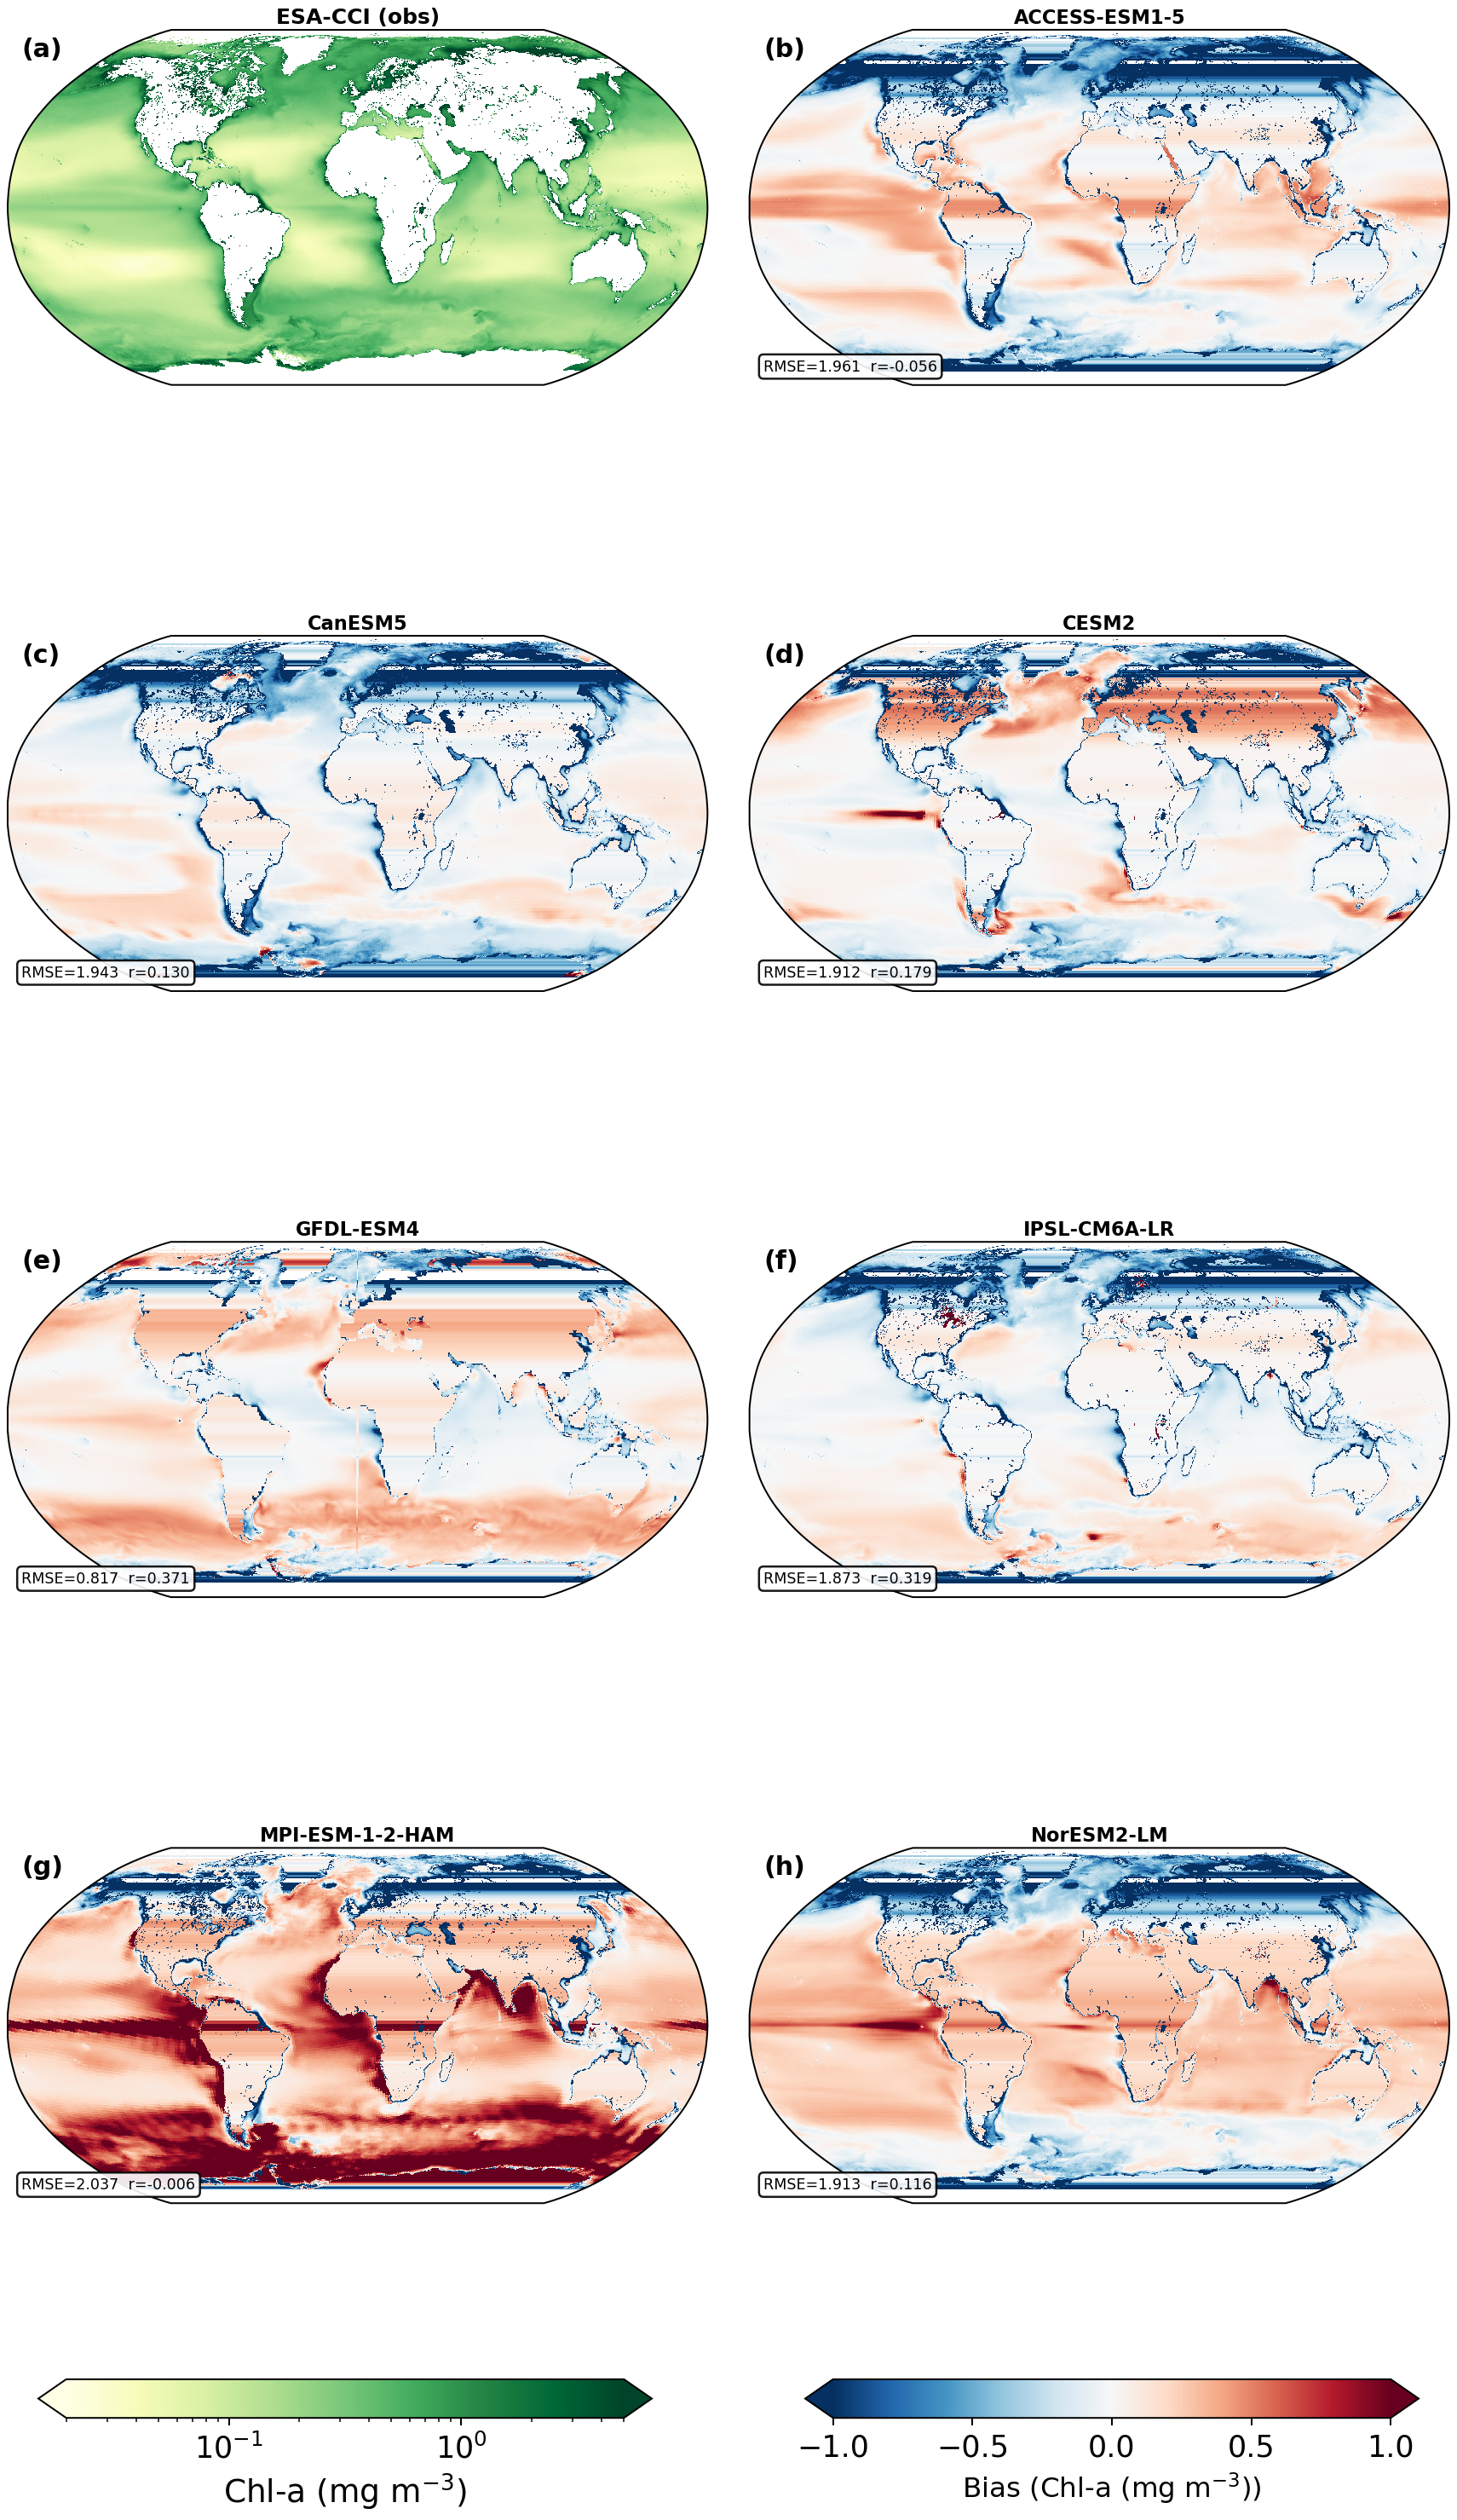 ESA-CCI (obs)
(a)
ACCESS-ESM1-5
(b)
RMSE=1.961 r=-0.056
CanESM5
(c)
RMSE=1.943 r=0.130
CESM2
(d)
RMSE=1.912 r=0.179
GFDL-ESM4
(e)
RMSE=0.817 r=0.371
IPSL-CM6A-LR
(f)
RMSE=1.873 r=0.319
MPI-ESM-1-2-HAM
(g)
RMSE=2.037 r=-0.006
NorESM2-LM
(h)
RMSE=1.913 r=0.116
10⁻¹ 10⁰
Chl-a (mg m⁻³)
−1.0 −0.5 0.0 0.5 1.0
Bias (Chl-a (mg m⁻³))